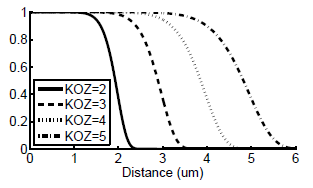 1
0.8
0.6
0.4
0.2
0
KOZ=2
KOZ=3
KOZ=4
KOZ=5
0 1 2 3 4 5 6
Distance (um)